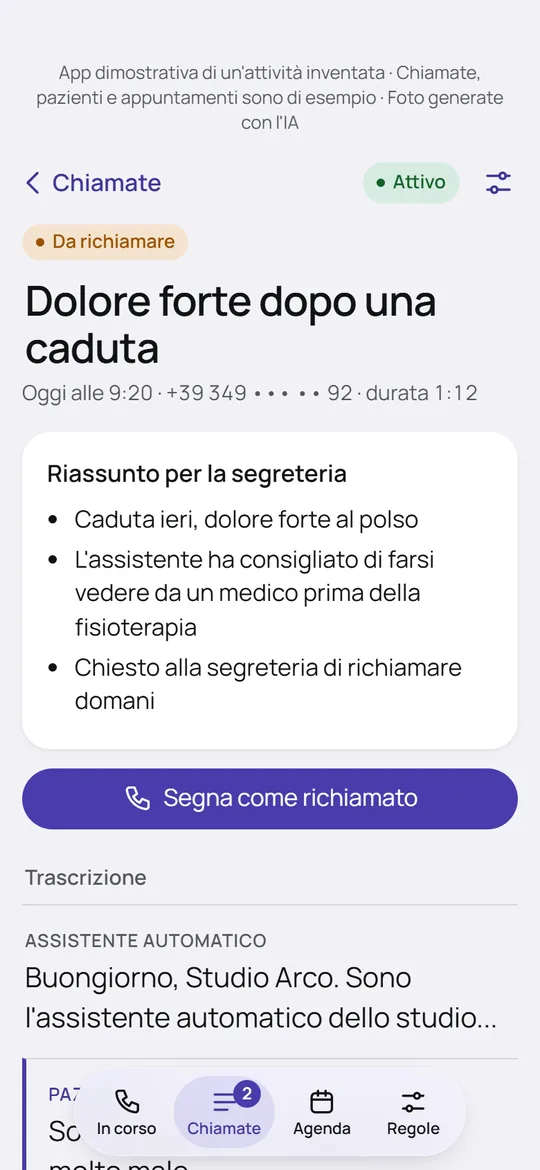 App dimostrativa di un'attività inventata · Chiamate,
pazienti e appuntamenti sono di esempio · Foto generate
con l'IA
Chiamate
Attivo
Da richiamare
Dolore forte dopo una
caduta
Oggi alle 9:20 · +39 349 ••• •• 92 · durata 1:12
Riassunto per la segreteria
• Caduta ieri, dolore forte al polso
• L'assistente ha consigliato di farsi
vedere da un medico prima della
fisioterapia
• Chiesto alla segreteria di richiamare
domani
Segna come richiamato
Trascrizione
ASSISTENTE AUTOMATICO
Buongiorno, Studio Arco. Sono
l'assistente automatico dello studio...
In corso
2
Chiamate
Agenda
Regole